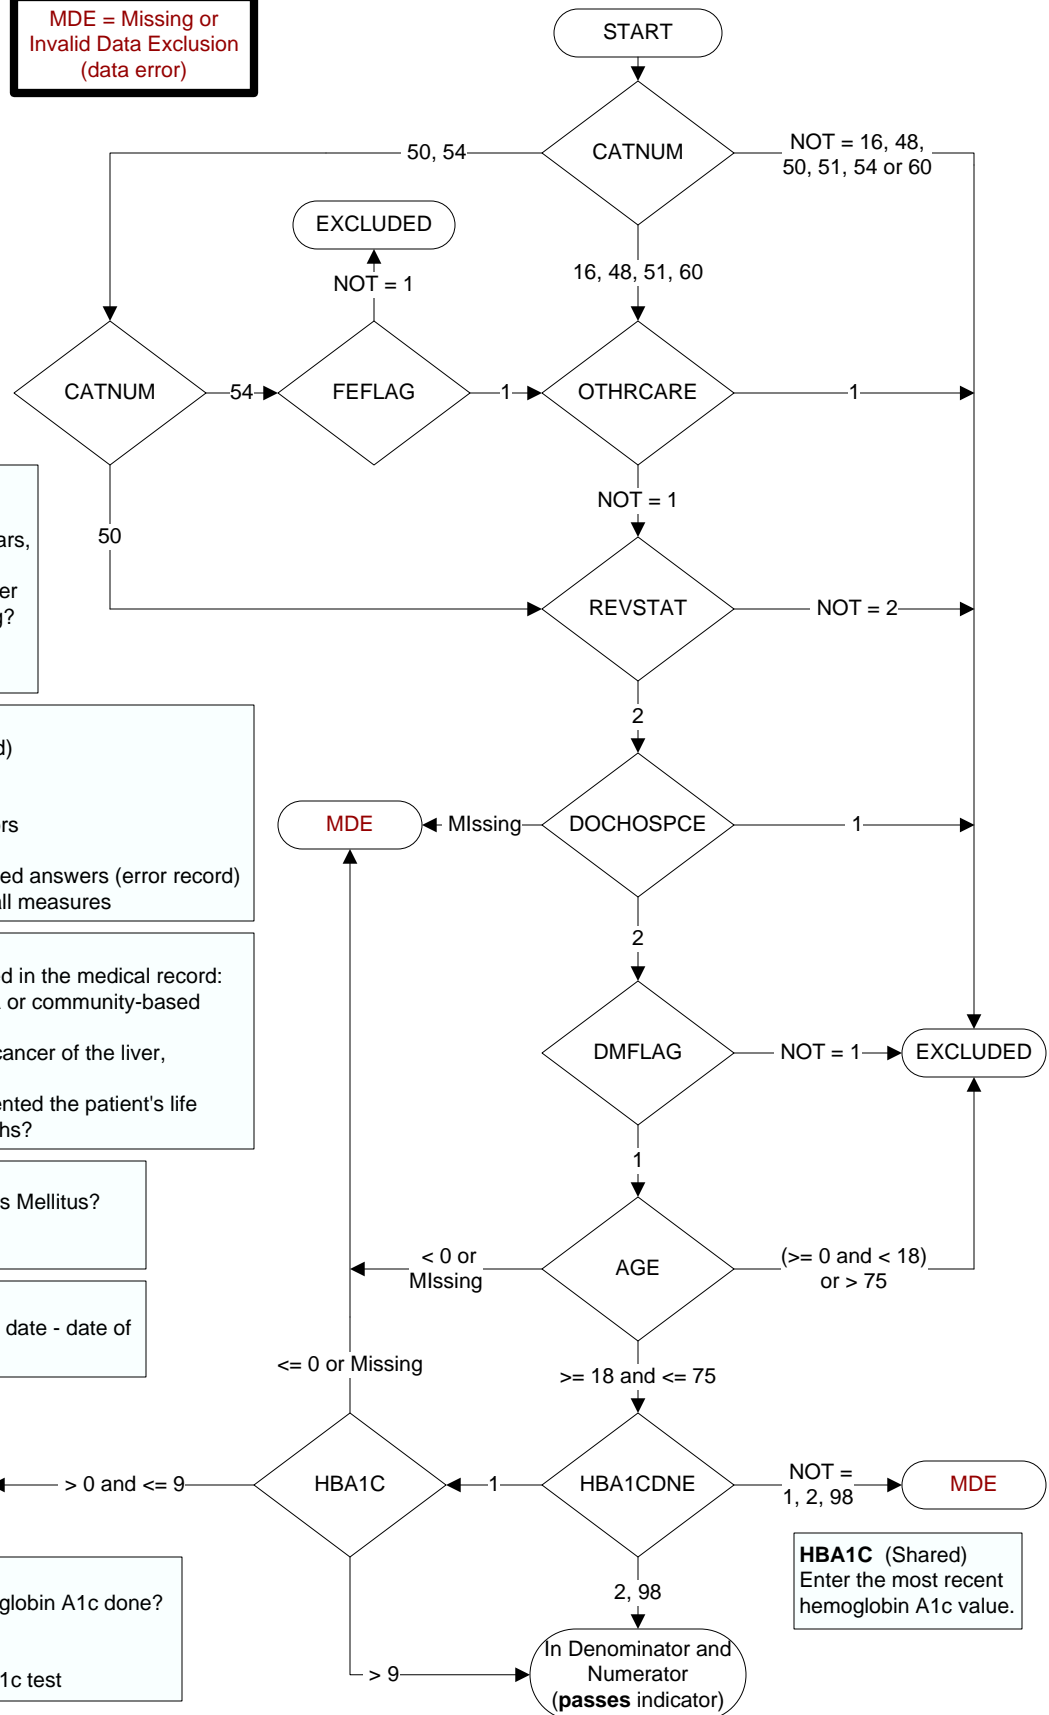 MDE = Missing or
Invalid Data Exclusion
(data error)
START
CATNUM
50, 54
NOT = 16, 48,
50, 51, 54 or 60
EXCLUDED
NOT = 1
16, 48, 51, 60
CATNUM
54
FEFLAG
1
OTHRCARE
1
NOT = 1
50
ars,
er
g?
REVSTAT
NOT = 2
2
d)
ors
ed answers (error record)
all measures
MDE
MIssing
DOCHOSPCE
1
2
ed in the medical record:
or community-based
cancer of the liver,
ented the patient's life
hs?
DMFLAG
NOT = 1
EXCLUDED
1
s Mellitus?
< 0 or
MIssing
AGE
(>= 0 and < 18)
or > 75
date - date of
<= 0 or Missing
>= 18 and <= 75
> 0 and <= 9
HBA1C
1
HBA1CDNE
NOT =
1, 2, 98
MDE
HBA1C (Shared)
Enter the most recent
hemoglobin A1c value.
globin A1c done?
1c test
2, 98
> 9
In Denominator and
Numerator
(passes indicator)